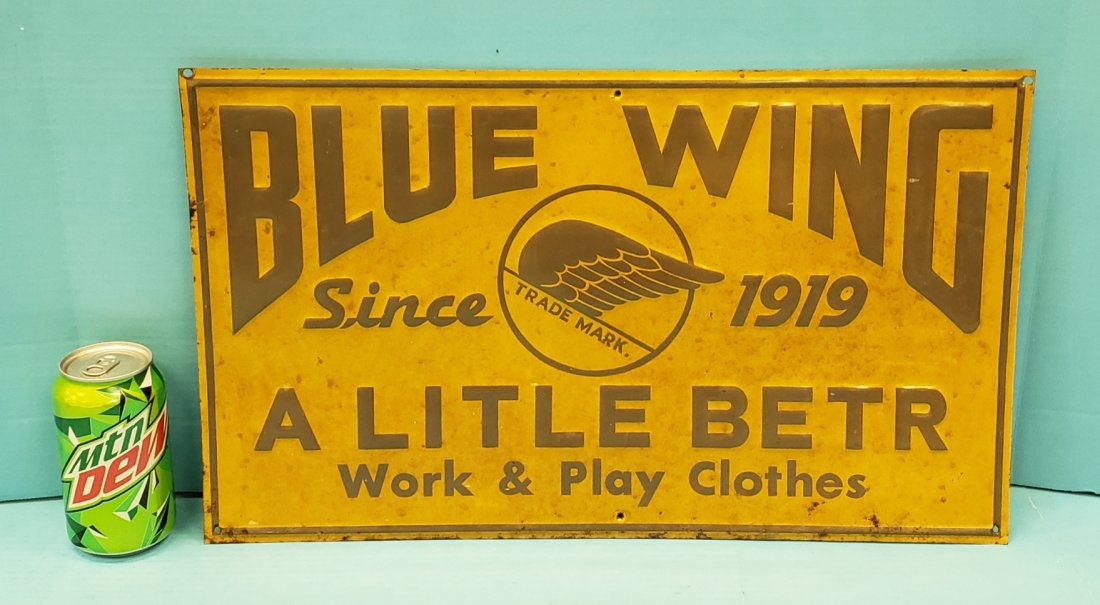 BLUE WING
Since 1919
TRADE MARK.
A LITLE BETR
Work & Play Clothes
Mtn
DEW